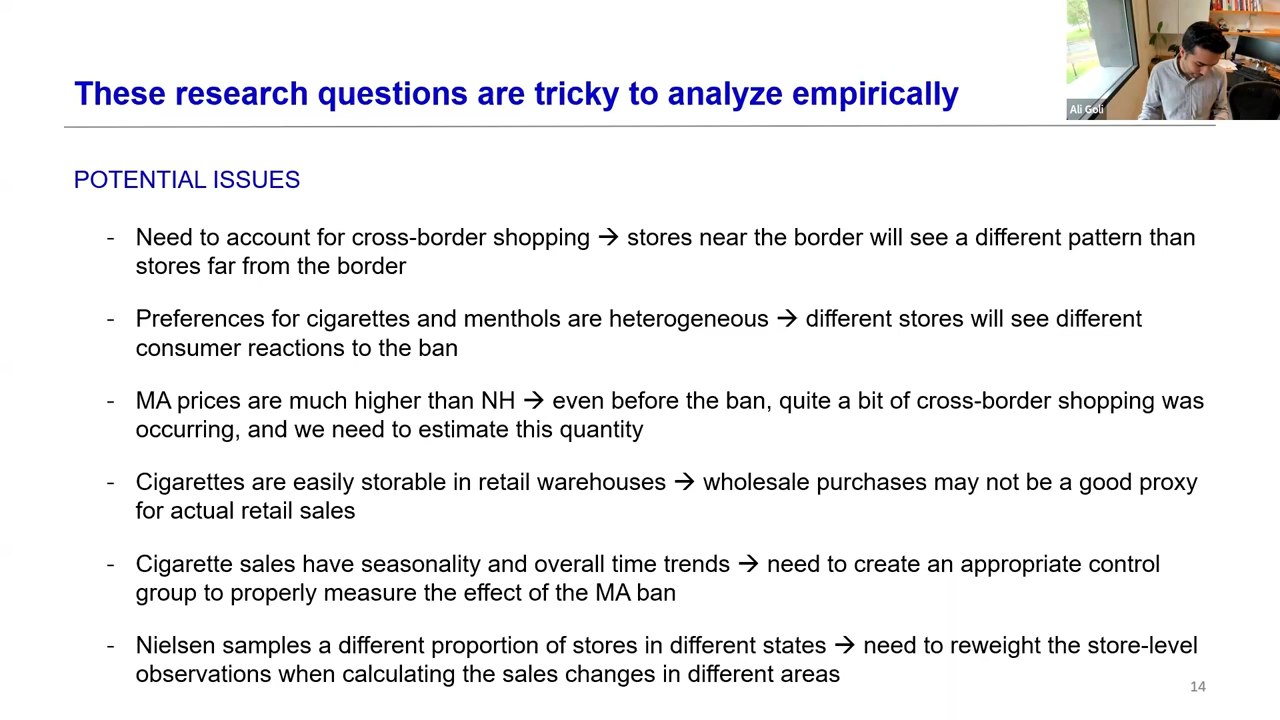 These research questions are tricky to analyze empirically
Ali Goli
POTENTIAL ISSUES
- Need to account for cross-border shopping → stores near the border will see a different pattern than
stores far from the border
- Preferences for cigarettes and menthols are heterogeneous → different stores will see different
consumer reactions to the ban
- MA prices are much higher than NH → even before the ban, quite a bit of cross-border shopping was
occurring, and we need to estimate this quantity
- Cigarettes are easily storable in retail warehouses → wholesale purchases may not be a good proxy
for actual retail sales
- Cigarette sales have seasonality and overall time trends → need to create an appropriate control
group to properly measure the effect of the MA ban
- Nielsen samples a different proportion of stores in different states → need to reweight the store-level
observations when calculating the sales changes in different areas
14